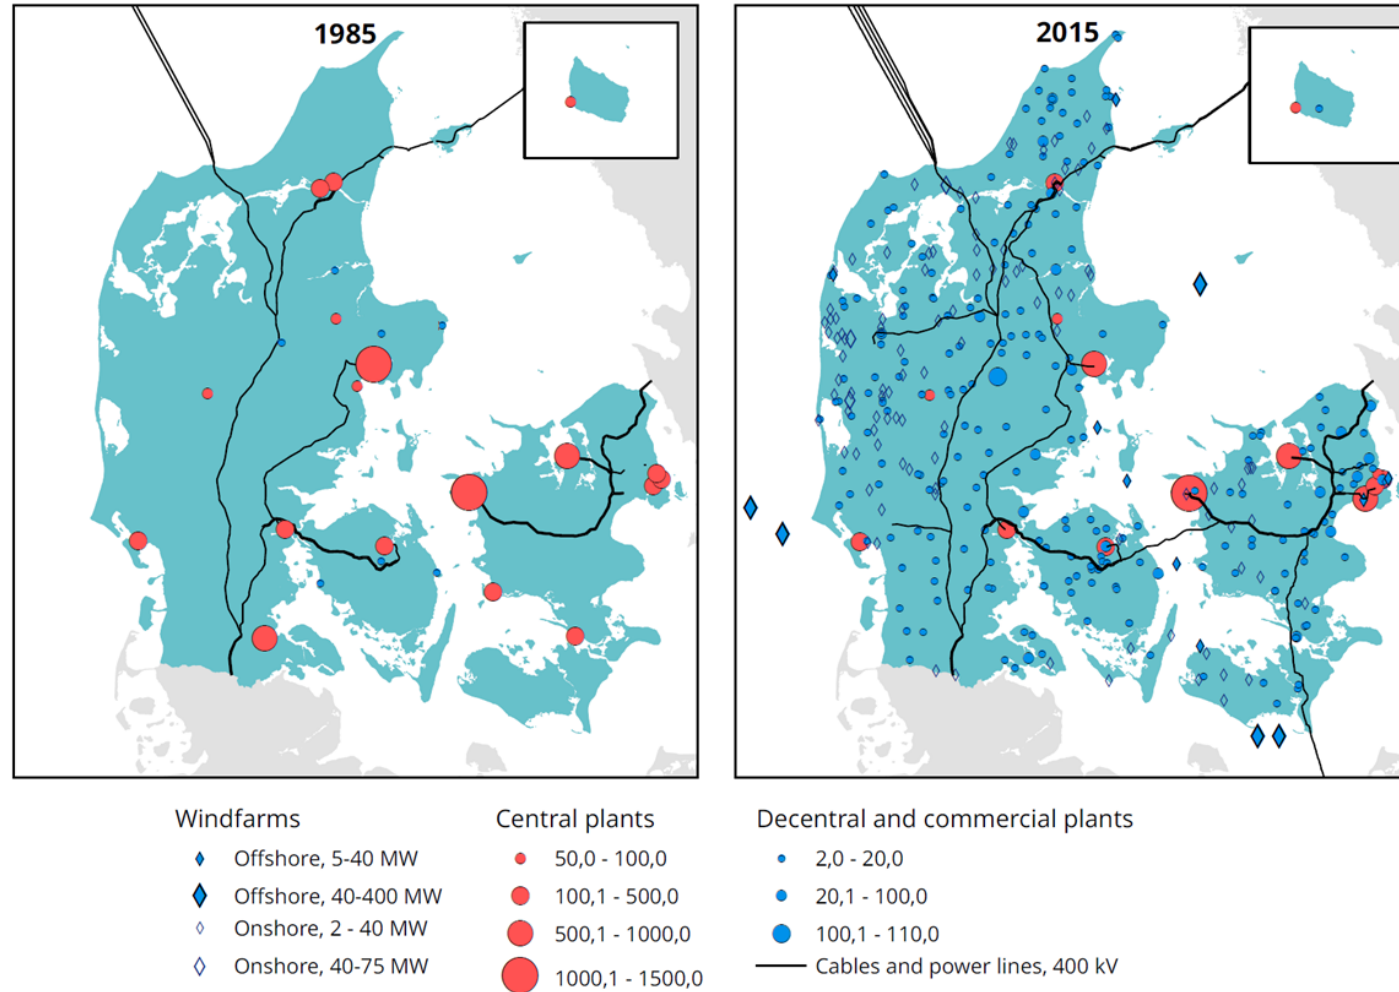 1985
2015
Windfarms
Offshore, 5-40 MW
Offshore, 40-400 MW
Onshore, 2 - 40 MW
Onshore, 40-75 MW
Central plants
50,0 - 100,0
100,1 - 500,0
500,1 - 1000,0
1000,1 - 1500,0
Decentral and commercial plants
2,0 - 20,0
20,1 - 100,0
100,1 - 110,0
Cables and power lines, 400 kV